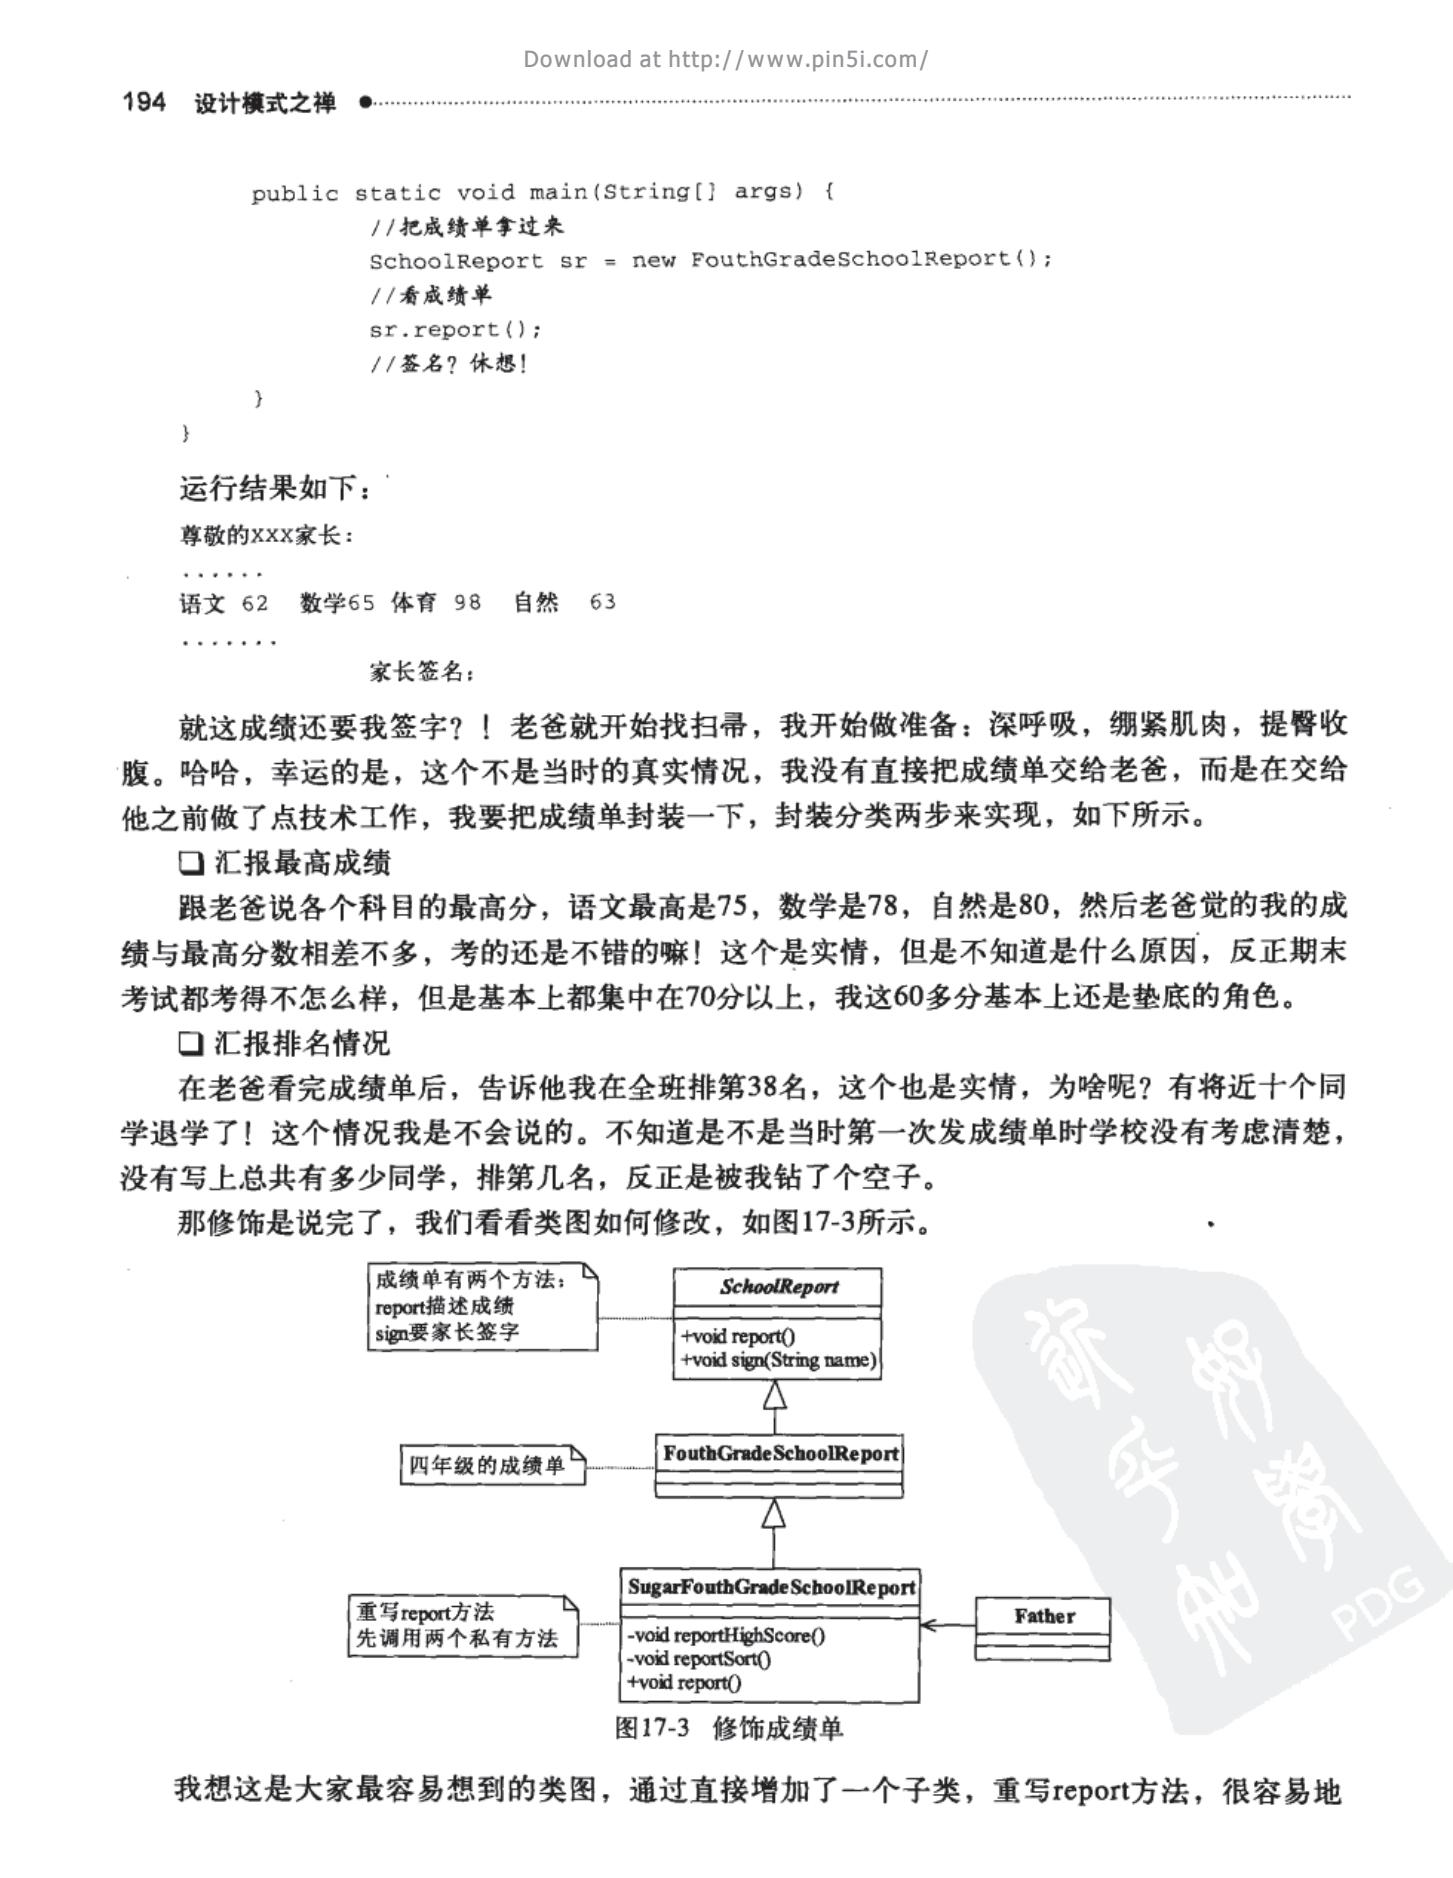 Download at http://www.pin5i.com/
194 设计模式之禅
public static void main(String[] args) {
//把成绩单拿过来
SchoolReport sr = new FouthGradeSchoolReport();
//看成绩单
sr.report();
//签名？休想！
}
}
运行结果如下：
尊敬的XXX家长：
......
语文 62 数学65 体育 98 自然 63
.......
家长签名：
就这成绩还要我签字？！老爸就开始找扫帚，我开始做准备：深呼吸，绷紧肌肉，提臀收
腹。哈哈，幸运的是，这个不是当时的真实情况，我没有直接把成绩单交给老爸，而是在交给
他之前做了点技术工作，我要把成绩单封装一下，封装分类两步来实现，如下所示。
❑ 汇报最高成绩
跟老爸说各个科目的最高分，语文最高是75，数学是78，自然是80，然后老爸觉的我的成
绩与最高分数相差不多，考的还是不错的嘛！这个是实情，但是不知道是什么原因，反正期末
考试都考得不怎么样，但是基本上都集中在70分以上，我这60多分基本上还是垫底的角色。
❑ 汇报排名情况
在老爸看完成绩单后，告诉他我在全班排第38名，这个也是实情，为啥呢？有将近十个同
学退学了！这个情况我是不会说的。不知道是不是当时第一次发成绩单时学校没有考虑清楚，
没有写上总共有多少同学，排第几名，反正是被我钻了个空子。
那修饰是说完了，我们看看类图如何修改，如图17-3所示。
成绩单有两个方法：
report描述成绩
sign要家长签字
SchoolReport
+void report()
+void sign(String name)
四年级的成绩单
FouthGradeSchoolReport
重写report方法
先调用两个私有方法
SugarFouthGradeSchoolReport
-void reportHighScore()
-void reportSort()
+void report()
Father
PDG
图17-3 修饰成绩单
我想这是大家最容易想到的类图，通过直接增加了一个子类，重写report方法，很容易地